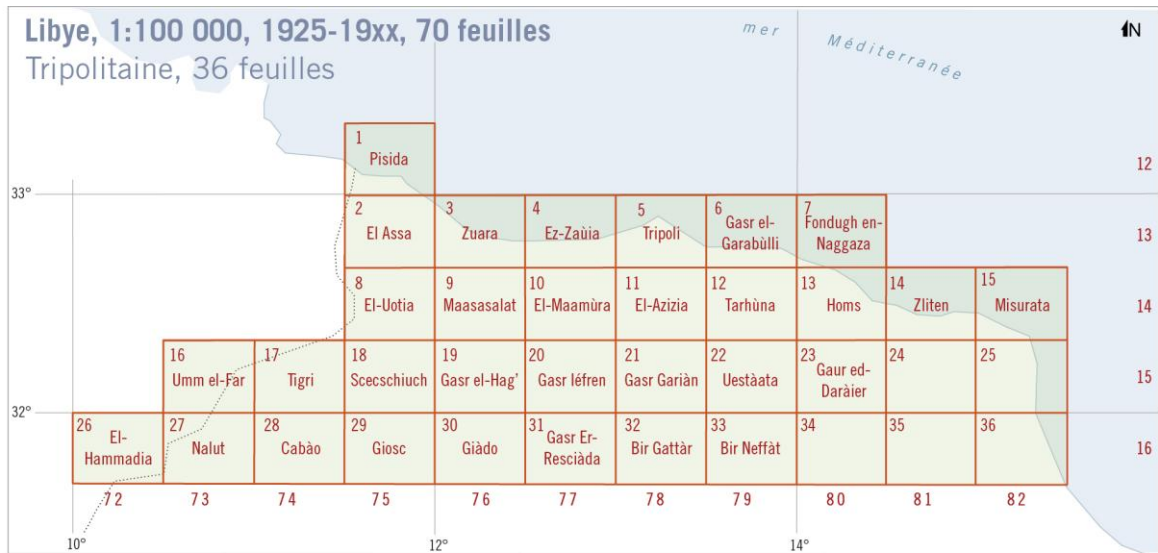 Libye, 1:100 000, 1925-19xx, 70 feuilles
Tripolitaine, 36 feuilles
mer Méditerranée
N
1
Pisida
12
33°
2
El Assa
3
Zuara
4
Ez-Zaùia
5
Tripoli
6
Gasr el-
Garabùlli
7
Fondugh en-
Naggaza
13
8
El-Uotia
9
Maasasalat
10
El-Maamùra
11
El-Azizia
12
Tarhùna
13
Homs
14
Zliten
15
Misurata
14
16
Umm el-Far
17
Tigri
18
Scecschiuch
19
Gasr el-Hag'
20
Gasr Iéfren
21
Gasr Gariàn
22
Uestàata
23
Gaur ed-
Daràier
24
25
15
32°
26
El-
Hammadia
27
Nalut
28
Cabào
29
Giosc
30
Giàdo
31
Gasr Er-
Resciàda
32
Bir Gattàr
33
Bir Neffàt
34
35
36
16
72 73 74 75 76 77 78 79 80 81 82
10° 12° 14°